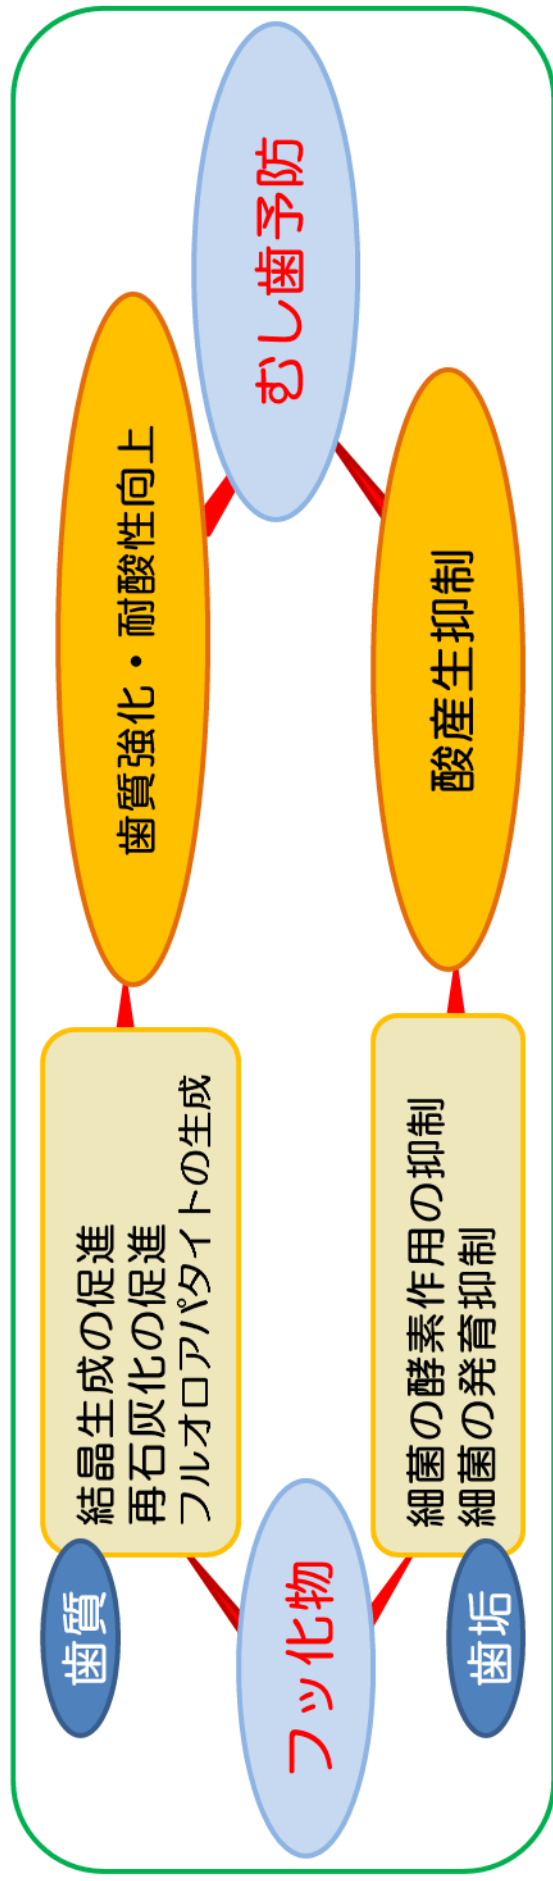 フッ化物
歯質
結晶生成の促進
再石灰化の促進
フルオロアパタイトの生成
歯質強化・耐酸性向上
歯垢
細菌の酵素作用の抑制
細菌の発育抑制
酸産生抑制
むし歯予防